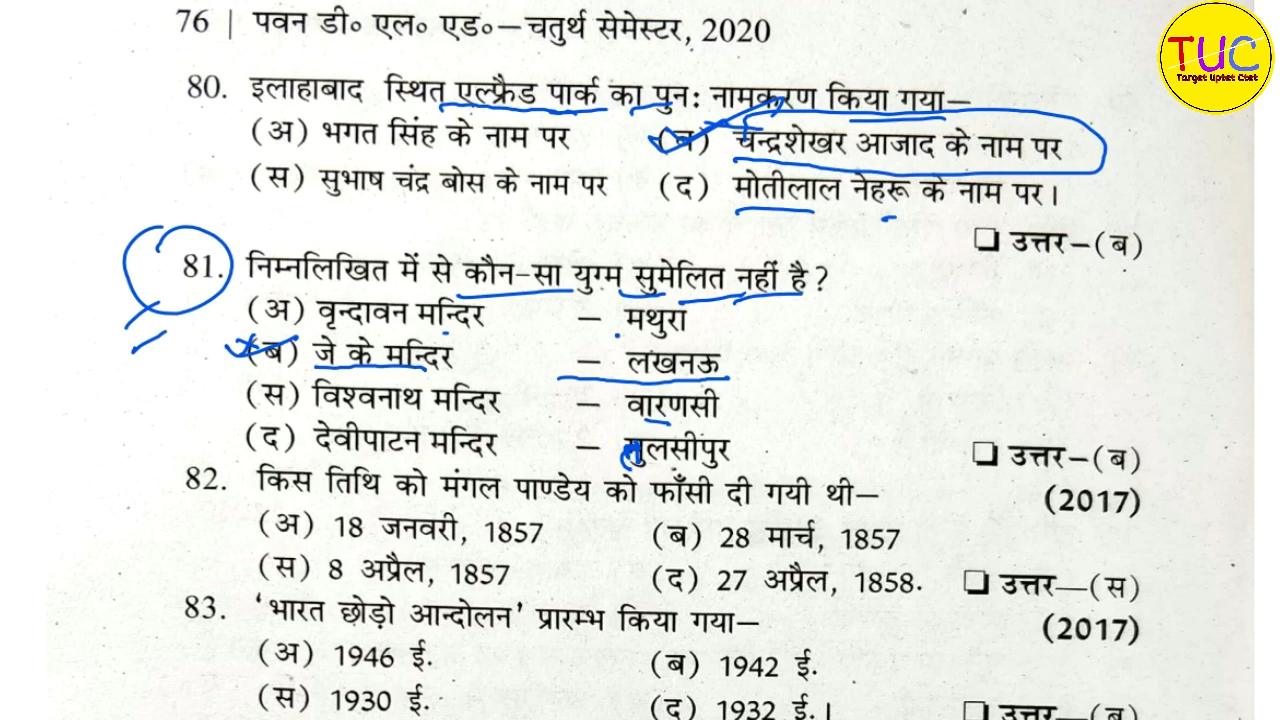 76 | पवन डी० एल० एड०—चतुर्थ सेमेस्टर, 2020
TUC
Target Uptet Ctet
80. इलाहाबाद स्थित एल्फ्रैड पार्क का पुन: नामकरण किया गया—
(अ) भगत सिंह के नाम पर (ब) चन्द्रशेखर आजाद के नाम पर
(स) सुभाष चंद्र बोस के नाम पर (द) मोतीलाल नेहरू के नाम पर।
❑ उत्तर–(ब)
81. निम्नलिखित में से कौन-सा युग्म सुमेलित नहीं है?
(अ) वृन्दावन मन्दिर — मथुरा
(ब) जे के मन्दिर — लखनऊ
(स) विश्वनाथ मन्दिर — वारणसी
(द) देवीपाटन मन्दिर — तुलसीपुर ❑ उत्तर–(ब)
82. किस तिथि को मंगल पाण्डेय को फाँसी दी गयी थी— (2017)
(अ) 18 जनवरी, 1857 (ब) 28 मार्च, 1857
(स) 8 अप्रैल, 1857 (द) 27 अप्रैल, 1858. ❑ उत्तर—(स)
83. ‘भारत छोड़ो आन्दोलन’ प्रारम्भ किया गया— (2017)
(अ) 1946 ई. (ब) 1942 ई.
(स) 1930 ई. (द) 1932 ई.। ❑ उत्तर—(ब)